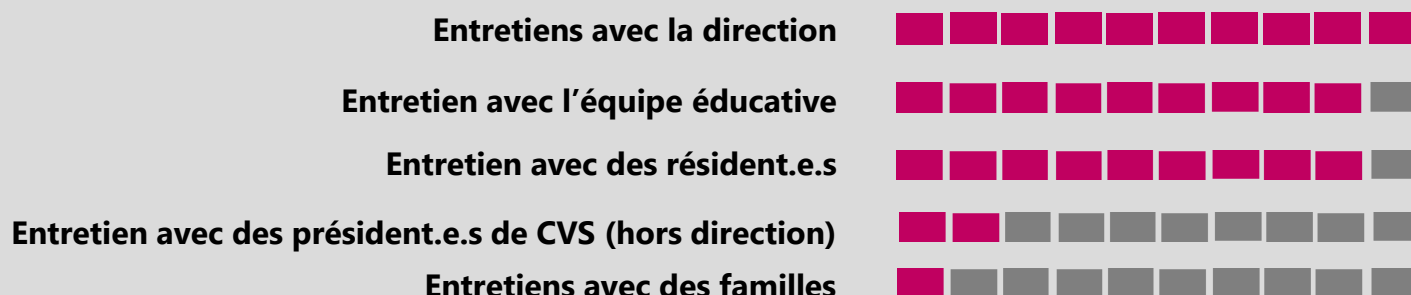 Entretiens avec la direction
Entretien avec l’équipe éducative
Entretien avec des résident.e.s
Entretien avec des président.e.s de CVS (hors direction)
Entretiens avec des familles